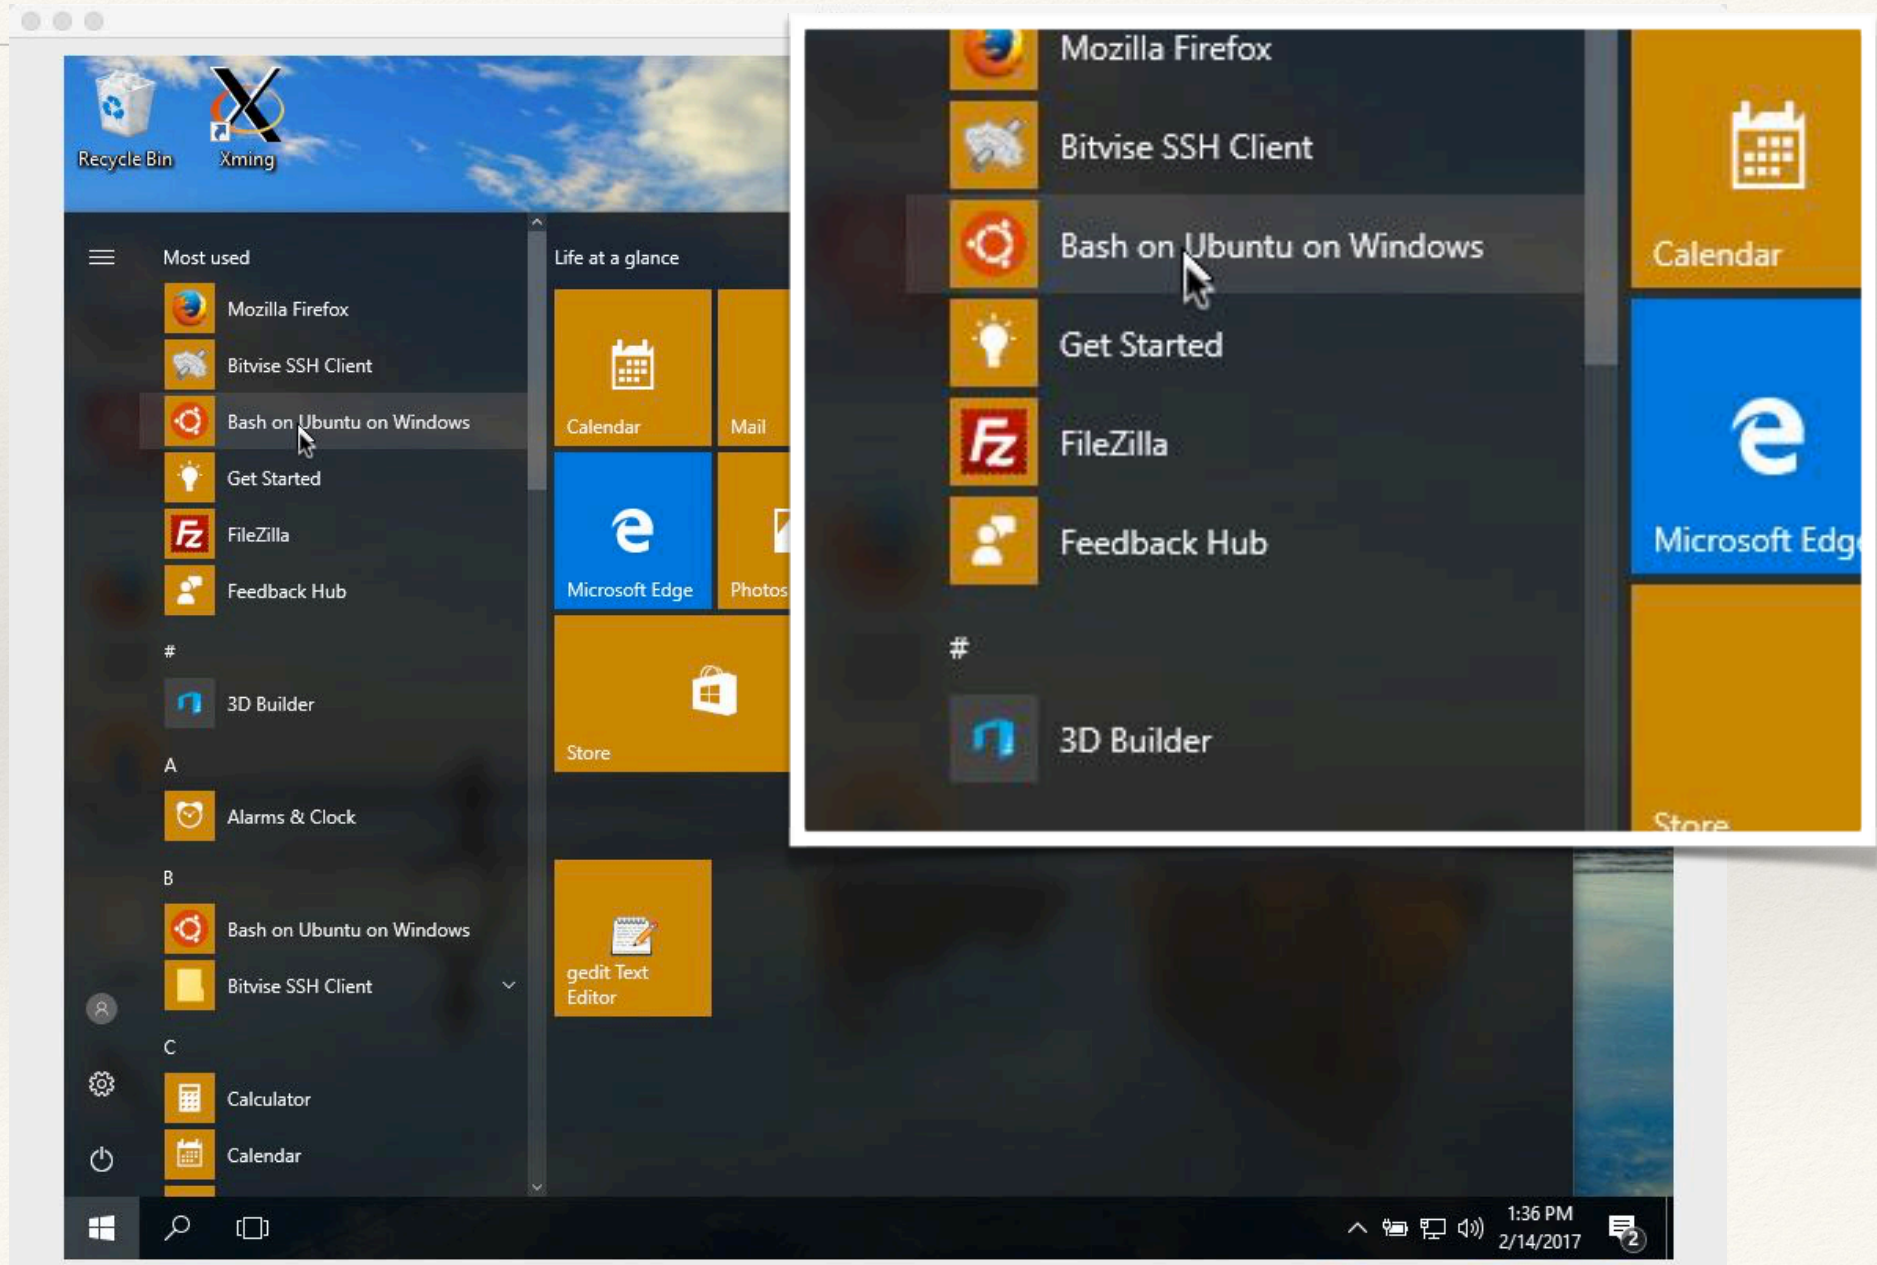 Recycle Bin
Xming
Most used
Mozilla Firefox
Bitvise SSH Client
Bash on Ubuntu on Windows
Get Started
FileZilla
Feedback Hub
#
3D Builder
A
Alarms & Clock
B
Bash on Ubuntu on Windows
Bitvise SSH Client
C
Calculator
Calendar
Life at a glance
Calendar
Mail
Microsoft Edge
Photos
Store
gedit Text
Editor
1:36 PM
2/14/2017
2
Mozilla Firefox
Bitvise SSH Client
Bash on Ubuntu on Windows
Get Started
FileZilla
Feedback Hub
#
3D Builder
Calendar
Microsoft Edg
Store